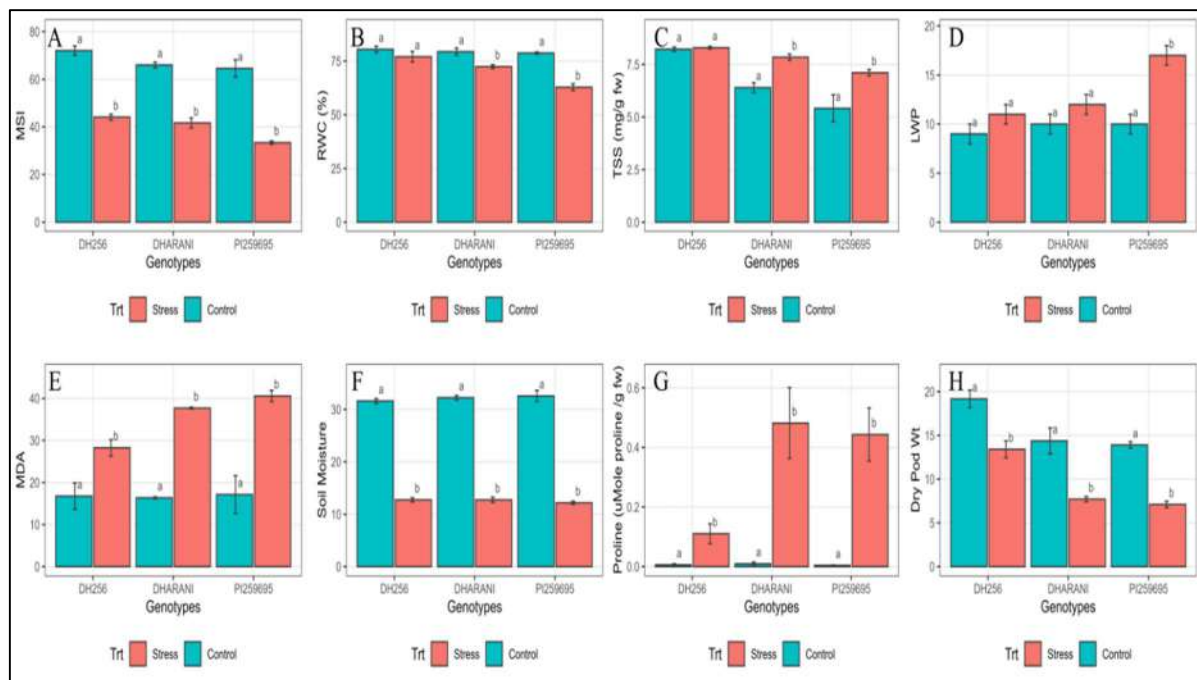 A
MSI
80
60
40
20
0
a
b
a
b
a
b
DH256 DHARANI PI259695
Genotypes
Trt Stress Control
B
RWC (%)
75
50
25
0
a
a
a
b
a
b
DH256 DHARANI PI259695
Genotypes
Trt Stress Control
C
TSS (mg/g fw)
7.5
5.0
2.5
0.0
a
a
a
b
a
b
DH256 DHARANI PI259695
Genotypes
Trt Stress Control
D
LWP
20
15
10
5
0
a
a
a
a
a
b
DH256 DHARANI PI259695
Genotypes
Trt Stress Control
E
MDA
40
30
20
10
0
a
b
a
b
a
b
DH256 DHARANI PI259695
Genotypes
Trt Stress Control
F
Soil Moisture
30
20
10
0
a
b
a
b
a
b
DH256 DHARANI PI259695
Genotypes
Trt Stress Control
G
Proline (uMole proline /g fw)
0.6
0.4
0.2
0.0
a
b
a
b
a
b
DH256 DHARANI PI259695
Genotypes
Trt Stress Control
H
Dry Pod Wt
20
15
10
5
0
a
b
a
b
a
b
DH256 DHARANI PI259695
Genotypes
Trt Stress Control